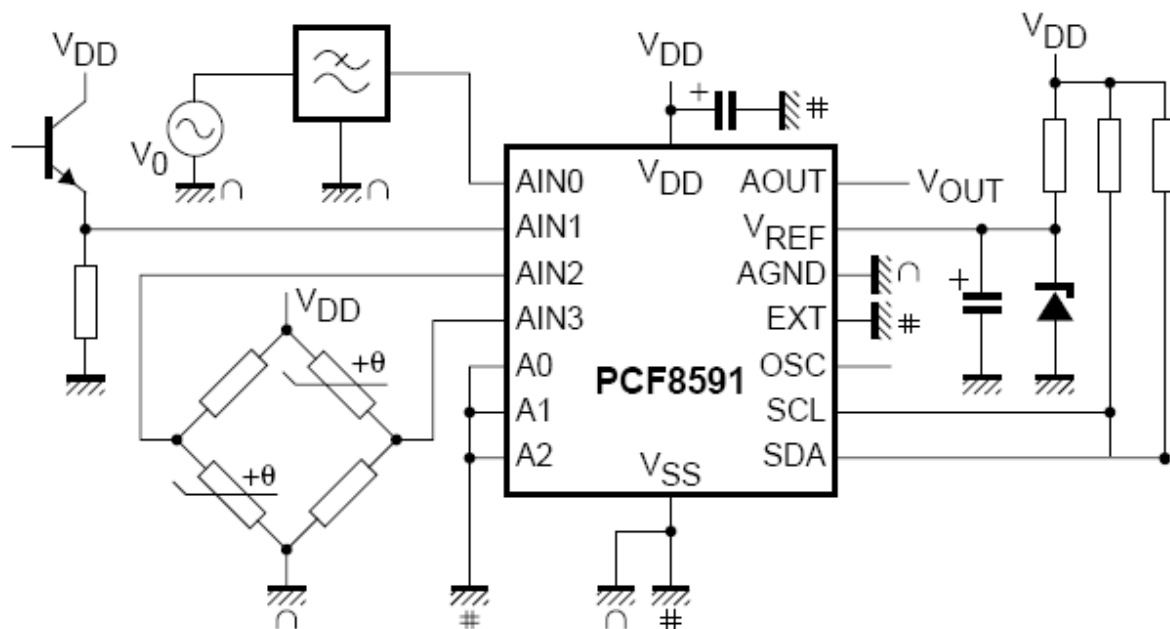 VDD
V0
VDD
VDD
AIN0
AIN1
AIN2
AIN3
A0
A1
A2
VDD
+θ
+θ
+
#
PCF8591
VSS
AOUT
VREF
AGND
EXT
OSC
SCL
SDA
VOUT
VDD
+
∩
∩
∩
#
∩
#
∩
#